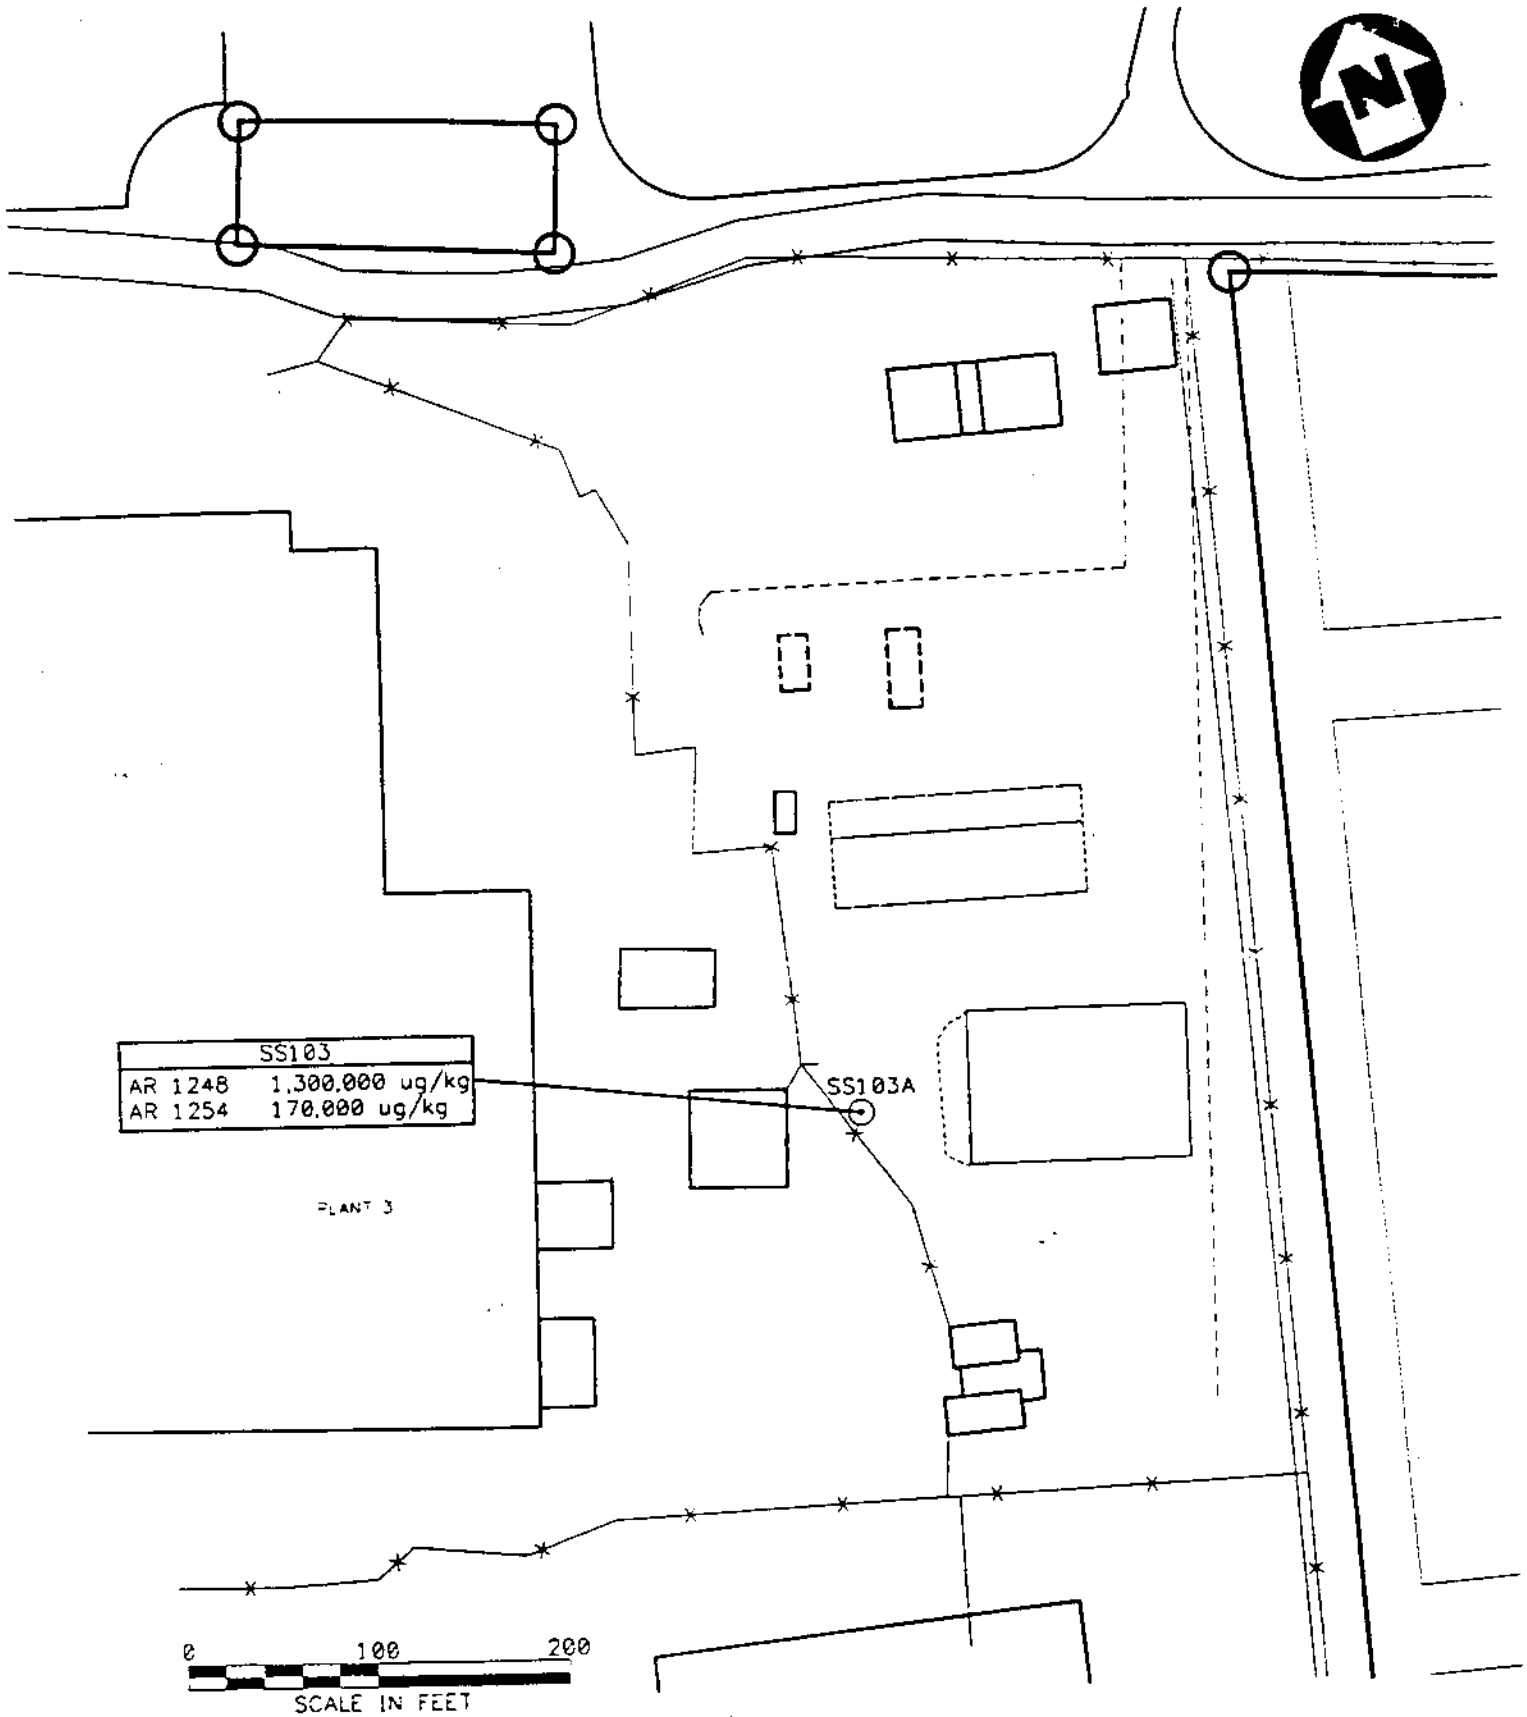 N
SS103
AR 1248 1,300,000 ug/kg
AR 1254 170,000 ug/kg
SS103A
PLANT 3
0 100 200
SCALE IN FEET